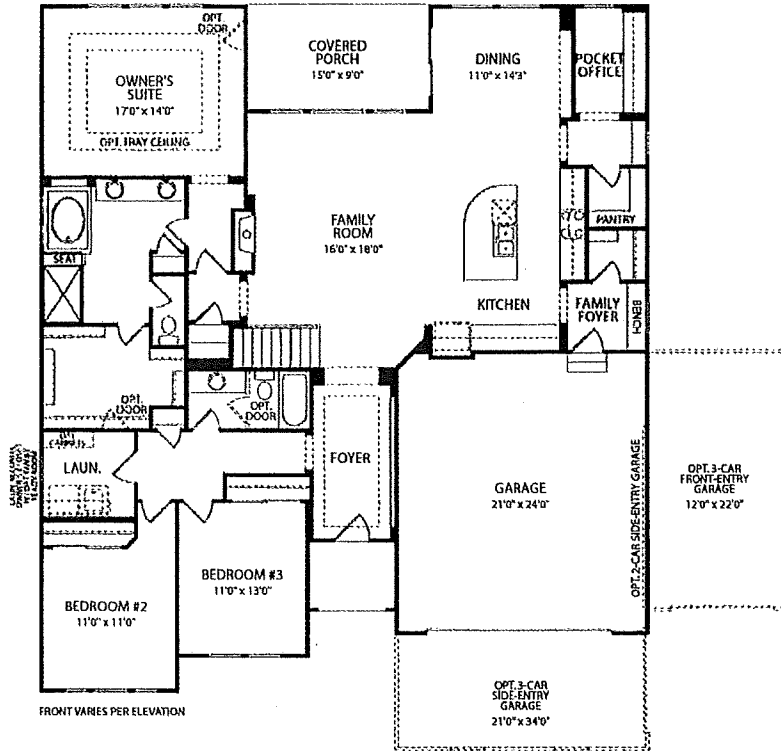 OPT.
DOOR
OWNER'S
SUITE
17'0" x 14'0"
OPT. TRAY CEILING
COVERED
PORCH
15'0" x 9'0"
DINING
11'0" x 14'3"
POCKET
OFFICE
PANTRY
FAMILY
ROOM
16'0" x 18'0"
SEAT
KITCHEN
FAMILY
FOYER
BENCH
OPT.
DOOR
OPT.
DOOR
LAUN.
FOYER
GARAGE
21'0" x 24'0"
OPT. 2-CAR SIDE-ENTRY GARAGE
OPT. 3-CAR
FRONT-ENTRY
GARAGE
12'0" x 22'0"
BEDROOM #3
11'0" x 13'0"
BEDROOM #2
11'0" x 11'0"
OPT. 3-CAR
SIDE-ENTRY
GARAGE
21'0" x 34'0"
FRONT VARIES PER ELEVATION